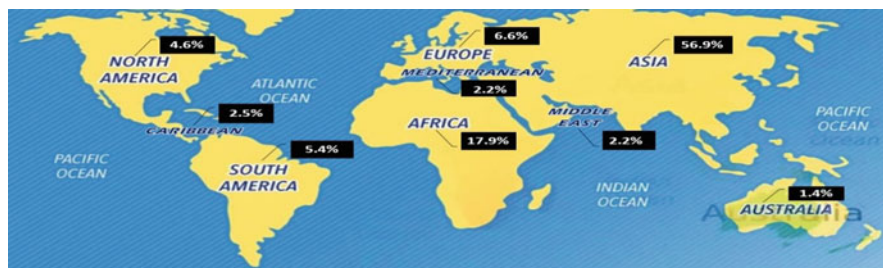 4.6%
NORTH
AMERICA
ATLANTIC
OCEAN
2.5%
CARIBBEAN
PACIFIC
OCEAN
5.4%
SOUTH
AMERICA
6.6%
EUROPE
MEDITERRANEAN
2.2%
AFRICA
17.9%
56.9%
ASIA
MIDDLE
EAST
2.2%
PACIFIC
OCEAN
INDIAN
OCEAN
1.4%
Australia
AUSTRALIA